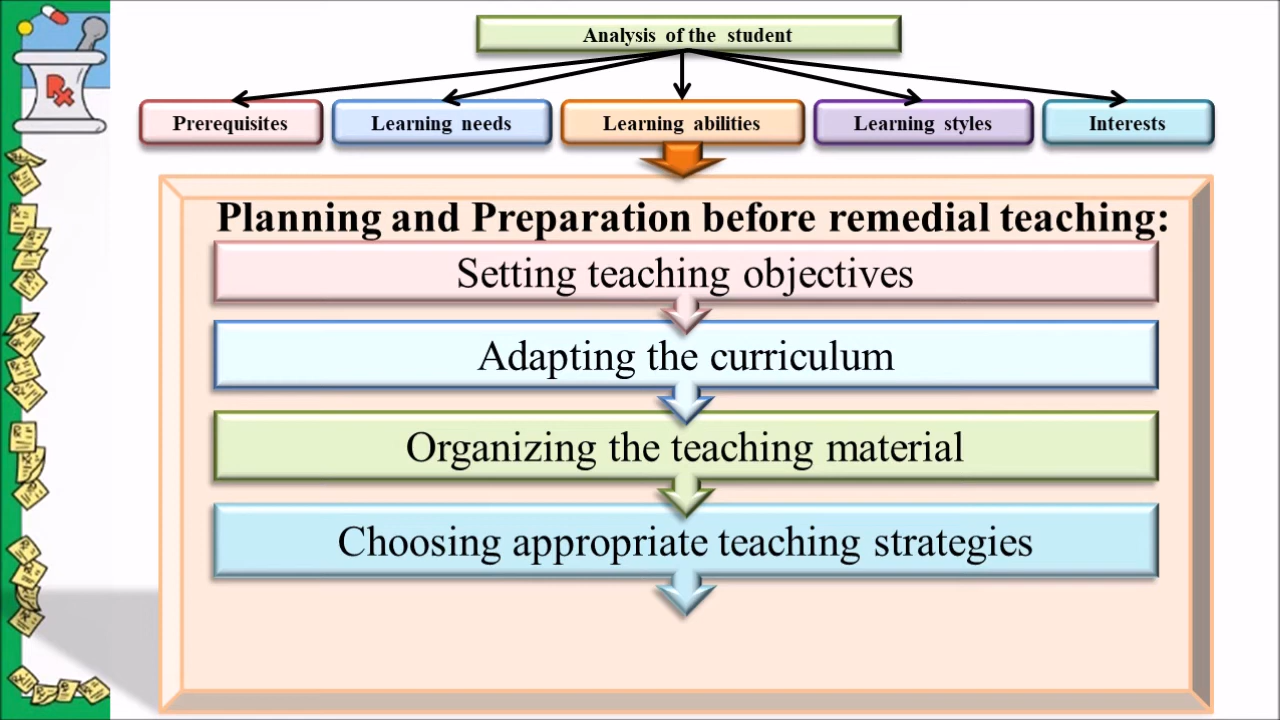 Analysis of the student
Prerequisites
Learning needs
Learning abilities
Learning styles
Interests
Planning and Preparation before remedial teaching:
Setting teaching objectives
Adapting the curriculum
Organizing the teaching material
Choosing appropriate teaching strategies